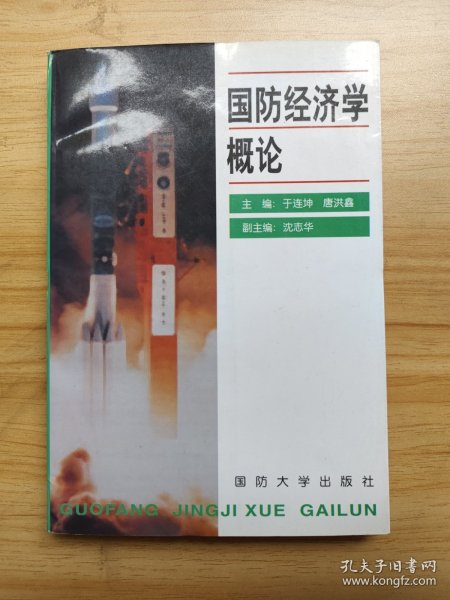 国防经济学
概论
主 编：于连坤 唐洪鑫
副主编：沈志华
国防大学出版社
GUOFANG JINGJI XUE GAILUN
孔夫子旧书网
www.kongfz.com